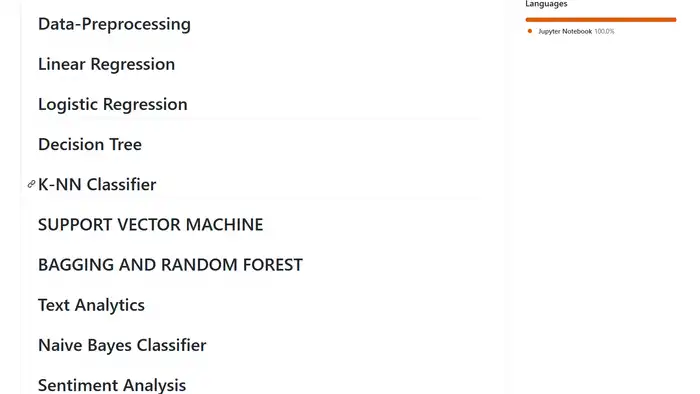 Data-Preprocessing
Linear Regression
Logistic Regression
Decision Tree
K-NN Classifier
SUPPORT VECTOR MACHINE
BAGGING AND RANDOM FOREST
Text Analytics
Naive Bayes Classifier
Sentiment Analysis
Languages
Jupyter Notebook 100.0%